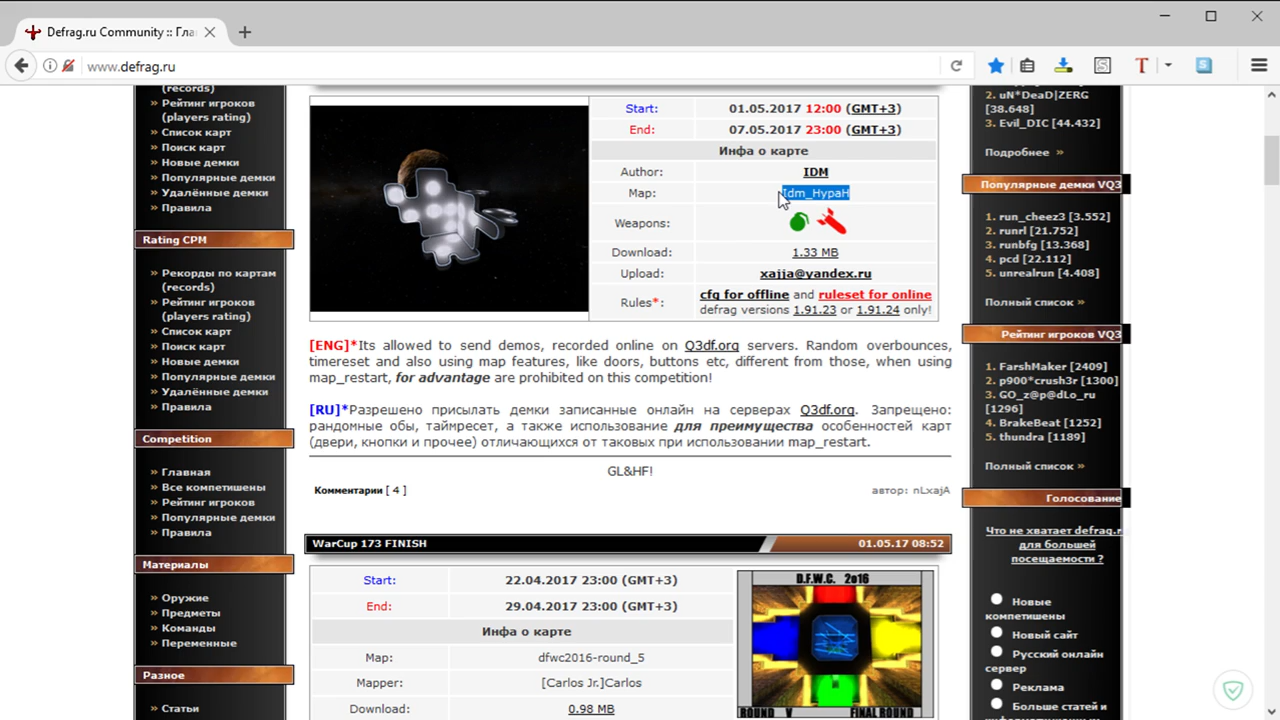 Defrag.ru Community :: Гла
www.defrag.ru
(records)
Рейтинг игроков
(players rating)
Список карт
Поиск карт
Новые демки
Популярные демки
Удалённые демки
Правила
Rating CPM
Рекорды по картам
(records)
Рейтинг игроков
(players rating)
Список карт
Поиск карт
Новые демки
Популярные демки
Удалённые демки
Правила
Competition
Главная
Все компетишены
Рейтинг игроков
Популярные демки
Правила
Материалы
Оружие
Предметы
Команды
Переменные
Разное
Статьи
Start: 01.05.2017 12:00 (GMT+3)
End: 07.05.2017 23:00 (GMT+3)
Инфа о карте
Author: IDM
Map: Idm_HypaH
Weapons:
Download: 1.33 MB
Upload: xajja@yandex.ru
Rules*: cfg for offline and ruleset for online
defrag versions 1.91.23 or 1.91.24 only!
[ENG]*Its allowed to send demos, recorded online on Q3df.org servers. Random overbounces,
timereset and also using map features, like doors, buttons etc, different from those, when using
map_restart, for advantage are prohibited on this competition!
[RU]*Разрешено присылать демки записанные онлайн на серверах Q3df.org. Запрещено:
рандомные обы, таймресет, а также использование для преимущества особенностей карт
(двери, кнопки и прочее) отличающихся от таковых при использовании map_restart.
GL&HF!
Комментарии [ 4 ] автор: nLxajA
WarCup 173 FINISH 01.05.17 08:52
Start: 22.04.2017 23:00 (GMT+3)
End: 29.04.2017 23:00 (GMT+3)
Инфа о карте
Map: dfwc2016-round_5
Mapper: [Carlos Jr.]Carlos
Download: 0.98 MB
D.F.W.C. 2016
ROUND V FINAL ROUND
2. uN*DeaD|ZERG
[38.648]
3. Evil_DIC [44.432]
Подробнее »
Популярные демки VQ3
1. run_cheez3 [3.552]
2. runrl [21.752]
3. runbfg [13.368]
4. pcd [22.112]
5. unrealrun [4.408]
Полный список »
Рейтинг игроков VQ3
1. FarshMaker [2409]
2. p900*crush3r [1300]
3. GO_z@p@dLo_ru
[1296]
4. BrakeBeat [1252]
5. thundra [1189]
Полный список »
Голосование
Что не хватает defrag.r
для большей
посещаемости ?
Новые
компетишены
Новый сайт
Русский онлайн
сервер
Реклама
Больше статей и